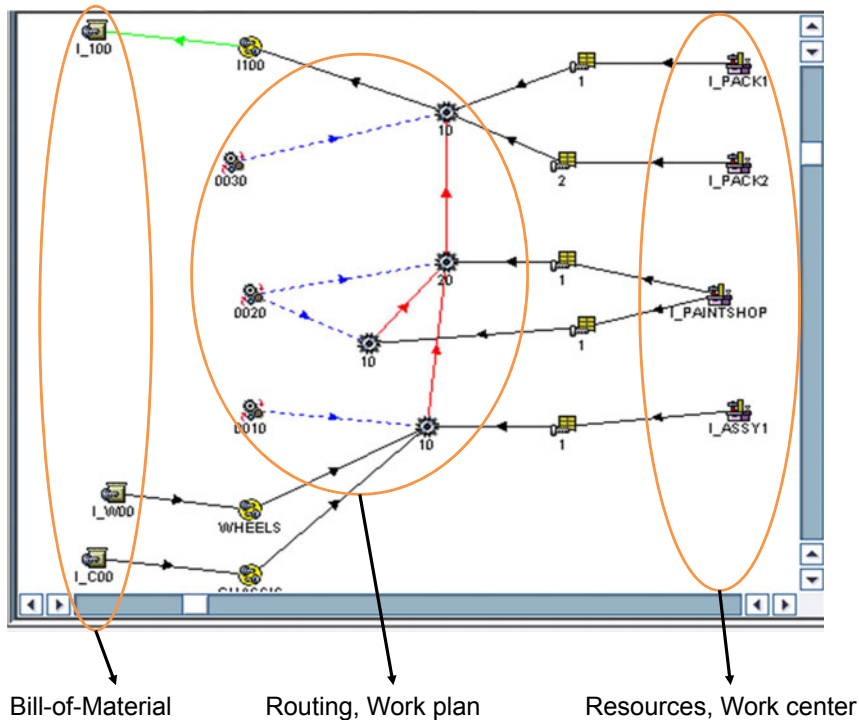 I_100
I100
1
I_PACK1
10
0030
2
I_PACK2
20
1
0020
I_PAINTSHOP
10
1
0010
10
1
I_ASSY1
I_W00
WHEELS
I_C00
CHASSIS
Bill-of-Material
Routing, Work plan
Resources, Work center